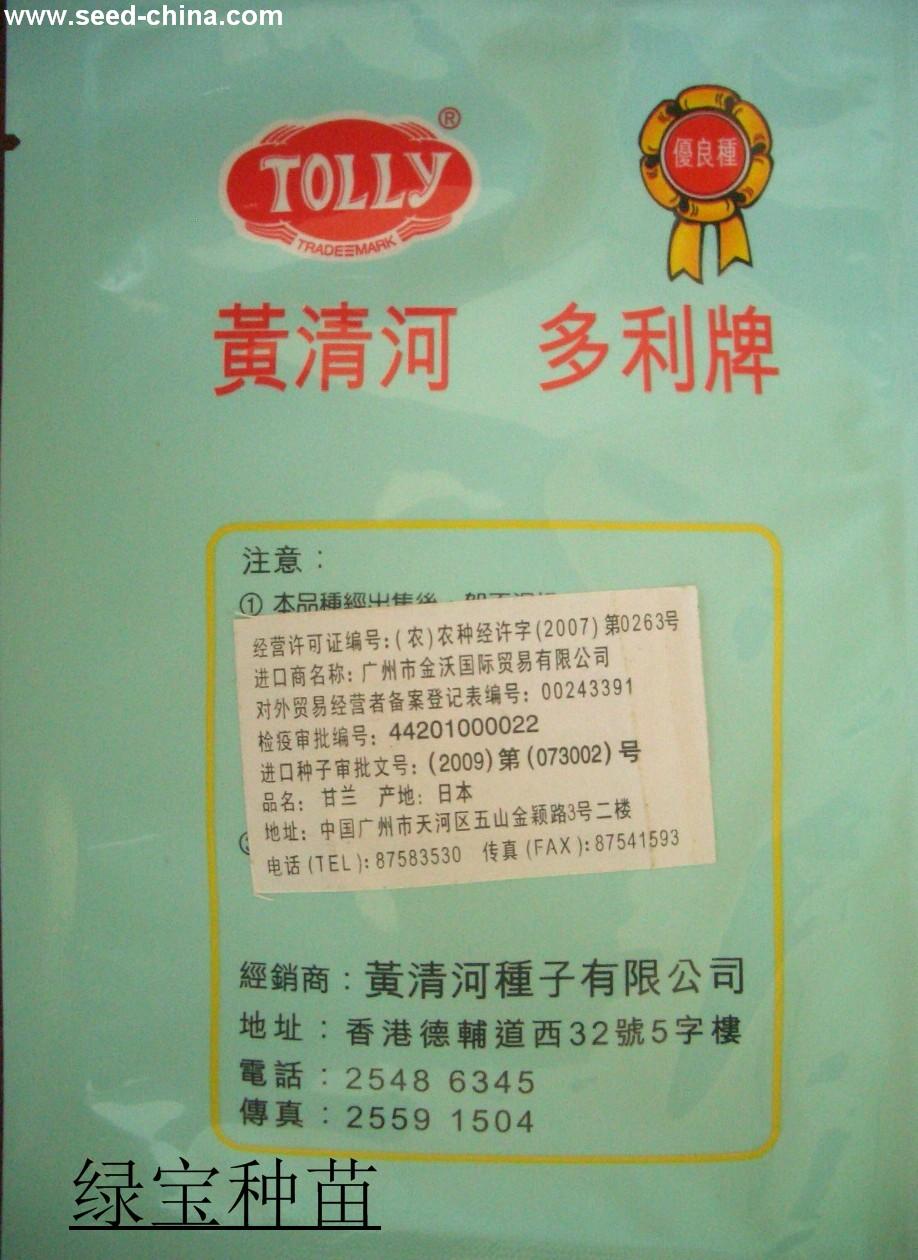 www.seed-china.com
TOLLY®
TRADEMARK
優良種
黃清河 多利牌
注意：
① 本品種經出售後
经营许可证编号:(农)农种经许字(2007)第0263号
进口商名称:广州市金沃国际贸易有限公司
对外贸易经营者备案登记表编号: 00243391
检疫审批编号: 44201000022
进口种子审批文号: (2009)第(073002)号
品名: 甘兰 产地: 日本
地址: 中国广州市天河区五山金颖路3号二楼
电话(TEL):87583530 传真(FAX):87541593
經銷商：黃清河種子有限公司
地址：香港德輔道西32號5字樓
電話：2548 6345
傳真：2559 1504
绿宝种苗